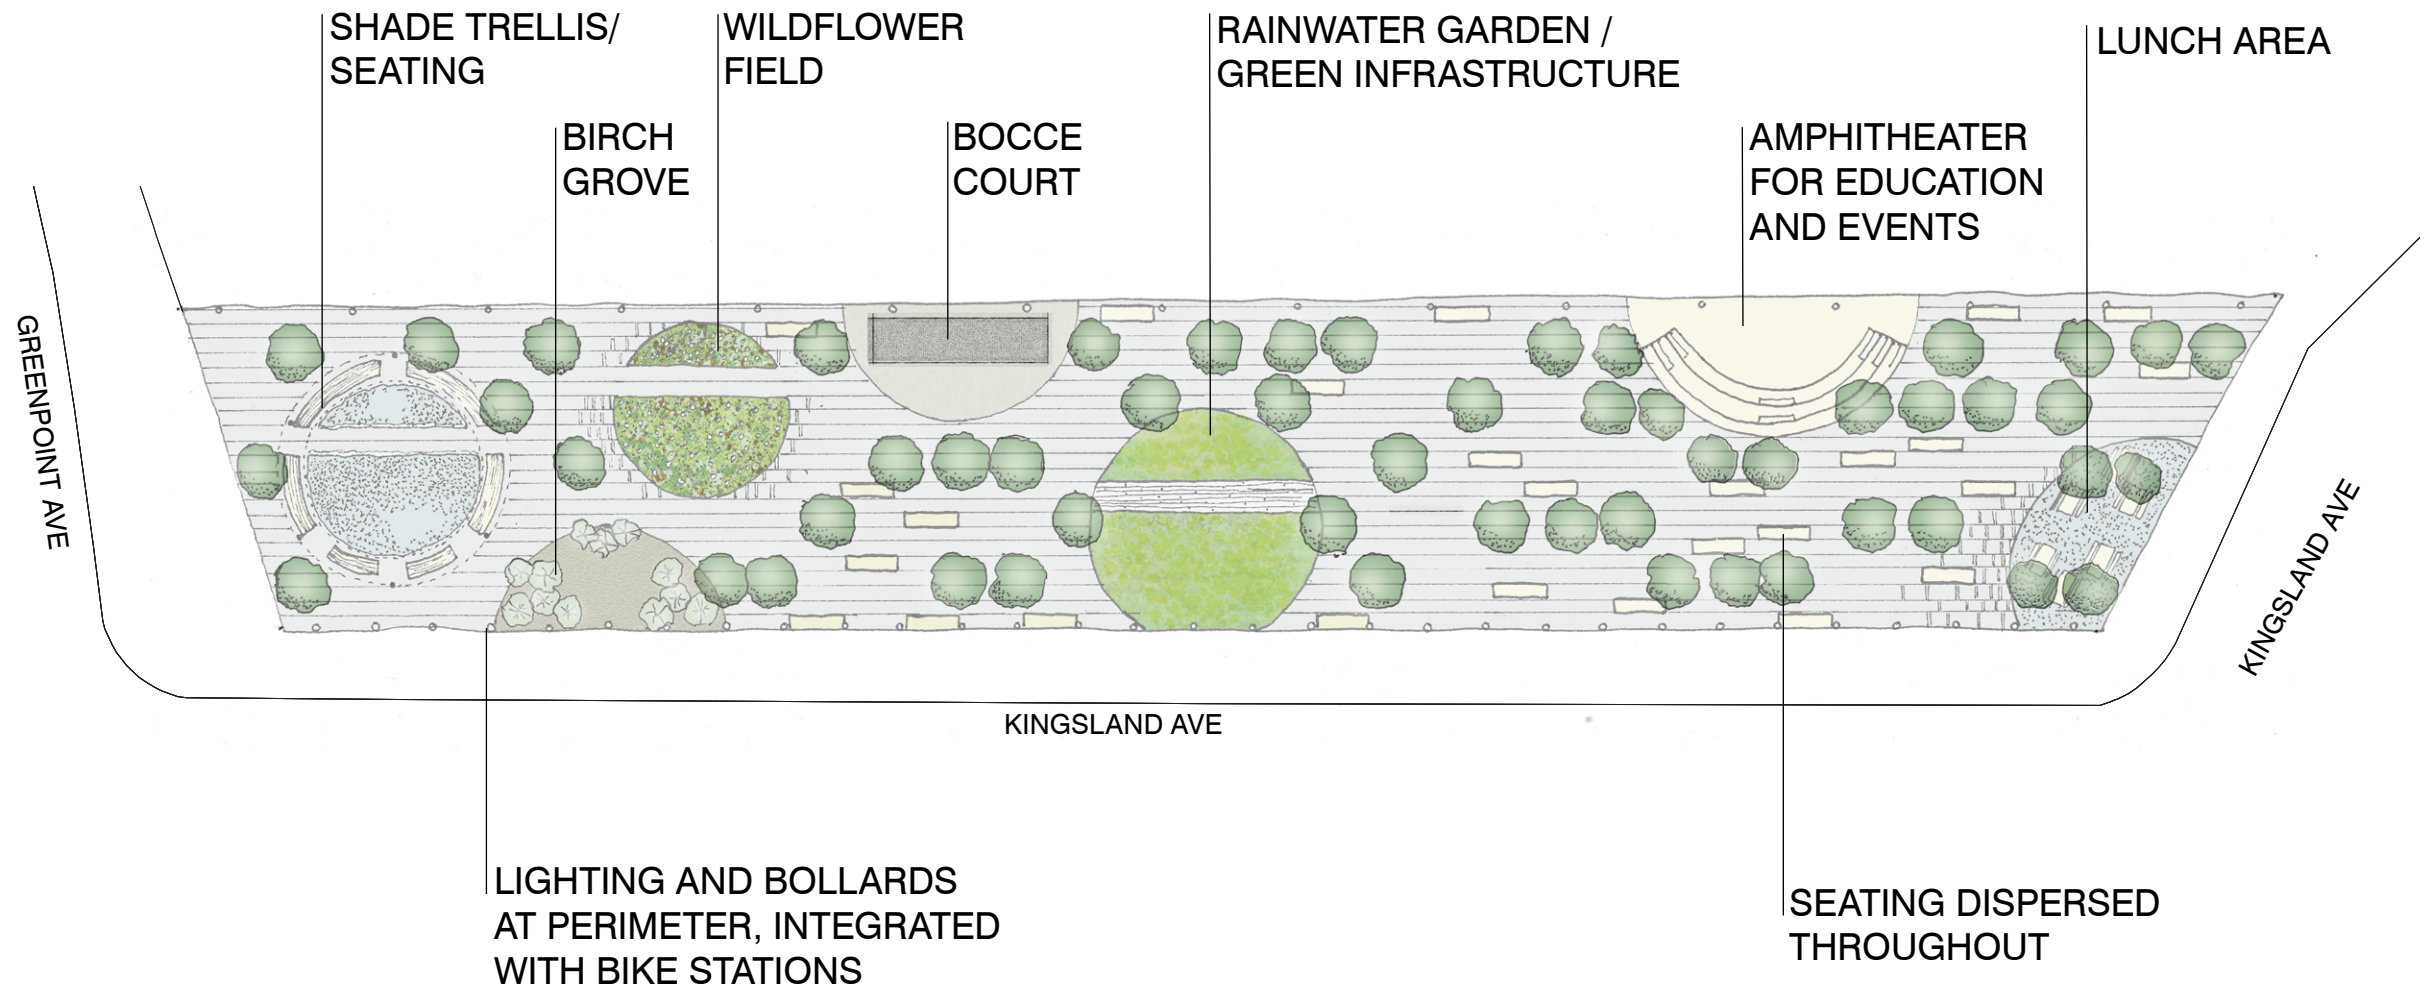 SHADE TRELLIS/
SEATING
WILDFLOWER
FIELD
RAINWATER GARDEN /
GREEN INFRASTRUCTURE
LUNCH AREA
BIRCH
GROVE
BOCCE
COURT
AMPHITHEATER
FOR EDUCATION
AND EVENTS
GREENPOINT AVE
KINGSLAND AVE
KINGSLAND AVE
LIGHTING AND BOLLARDS
AT PERIMETER, INTEGRATED
WITH BIKE STATIONS
SEATING DISPERSED
THROUGHOUT